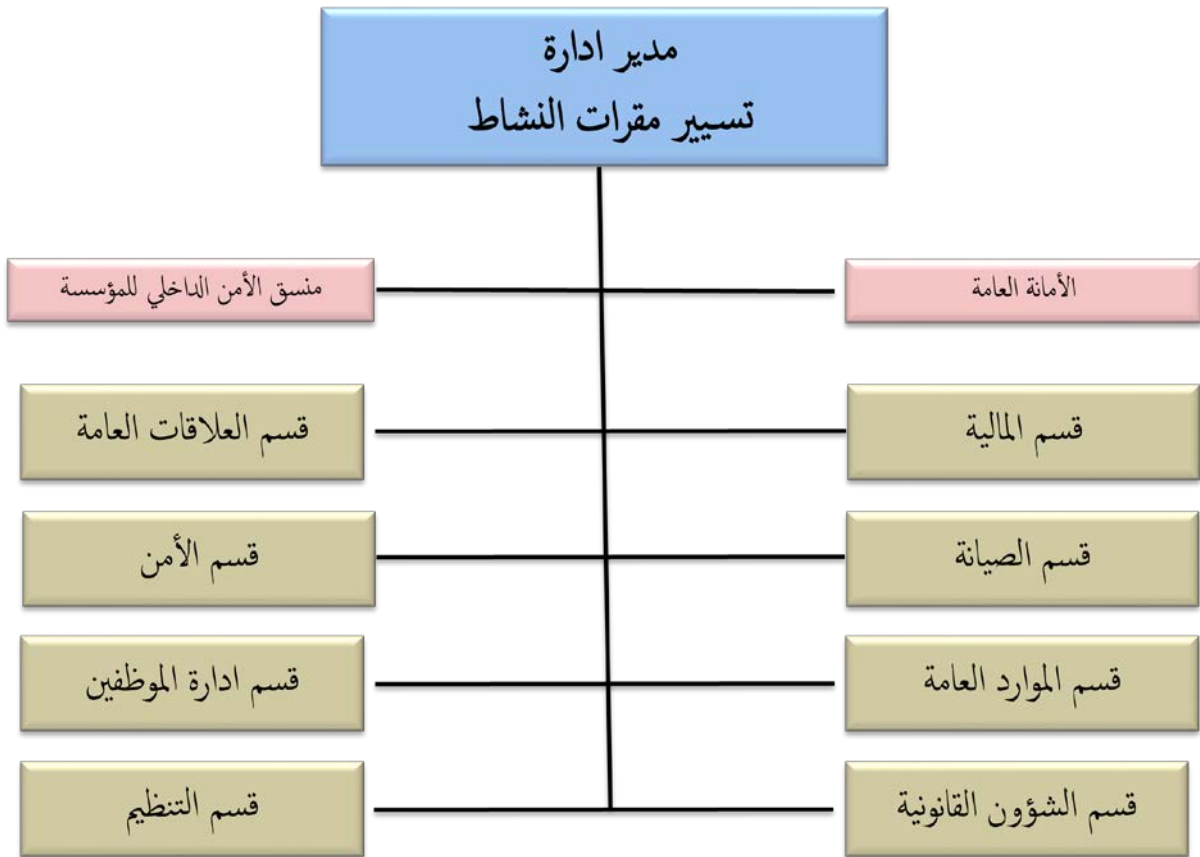 مدير ادارة
تسيير مقرات النشاط
الأمانة العامة
منسق الأمن الداخلي للمؤسسة
قسم المالية
قسم العلاقات العامة
قسم الصيانة
قسم الأمن
قسم الموارد العامة
قسم ادارة الموظفين
قسم الشؤون القانونية
قسم التنظيم